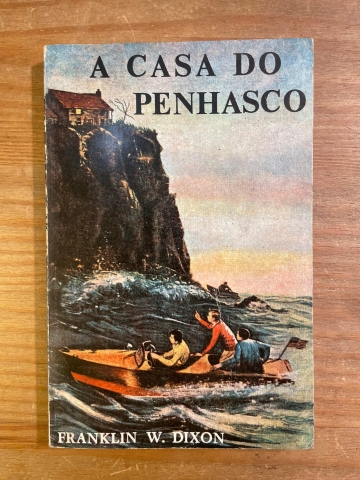 A CASA DO
PENHASCO
FRANKLIN W. DIXON